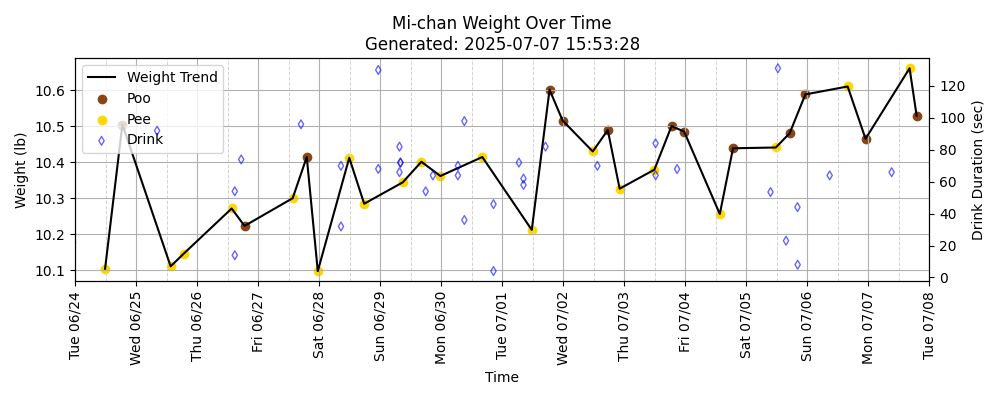 Mi-chan Weight Over Time
Generated: 2025-07-07 15:53:28
Weight Trend
Poo
Pee
Drink
Weight (lb)
10.6
10.5
10.4
10.3
10.2
10.1
Drink Duration (sec)
120
100
80
60
40
20
0
Tue 06/24
Wed 06/25
Thu 06/26
Fri 06/27
Sat 06/28
Sun 06/29
Mon 06/30
Tue 07/01
Wed 07/02
Thu 07/03
Fri 07/04
Sat 07/05
Sun 07/06
Mon 07/07
Tue 07/08
Time